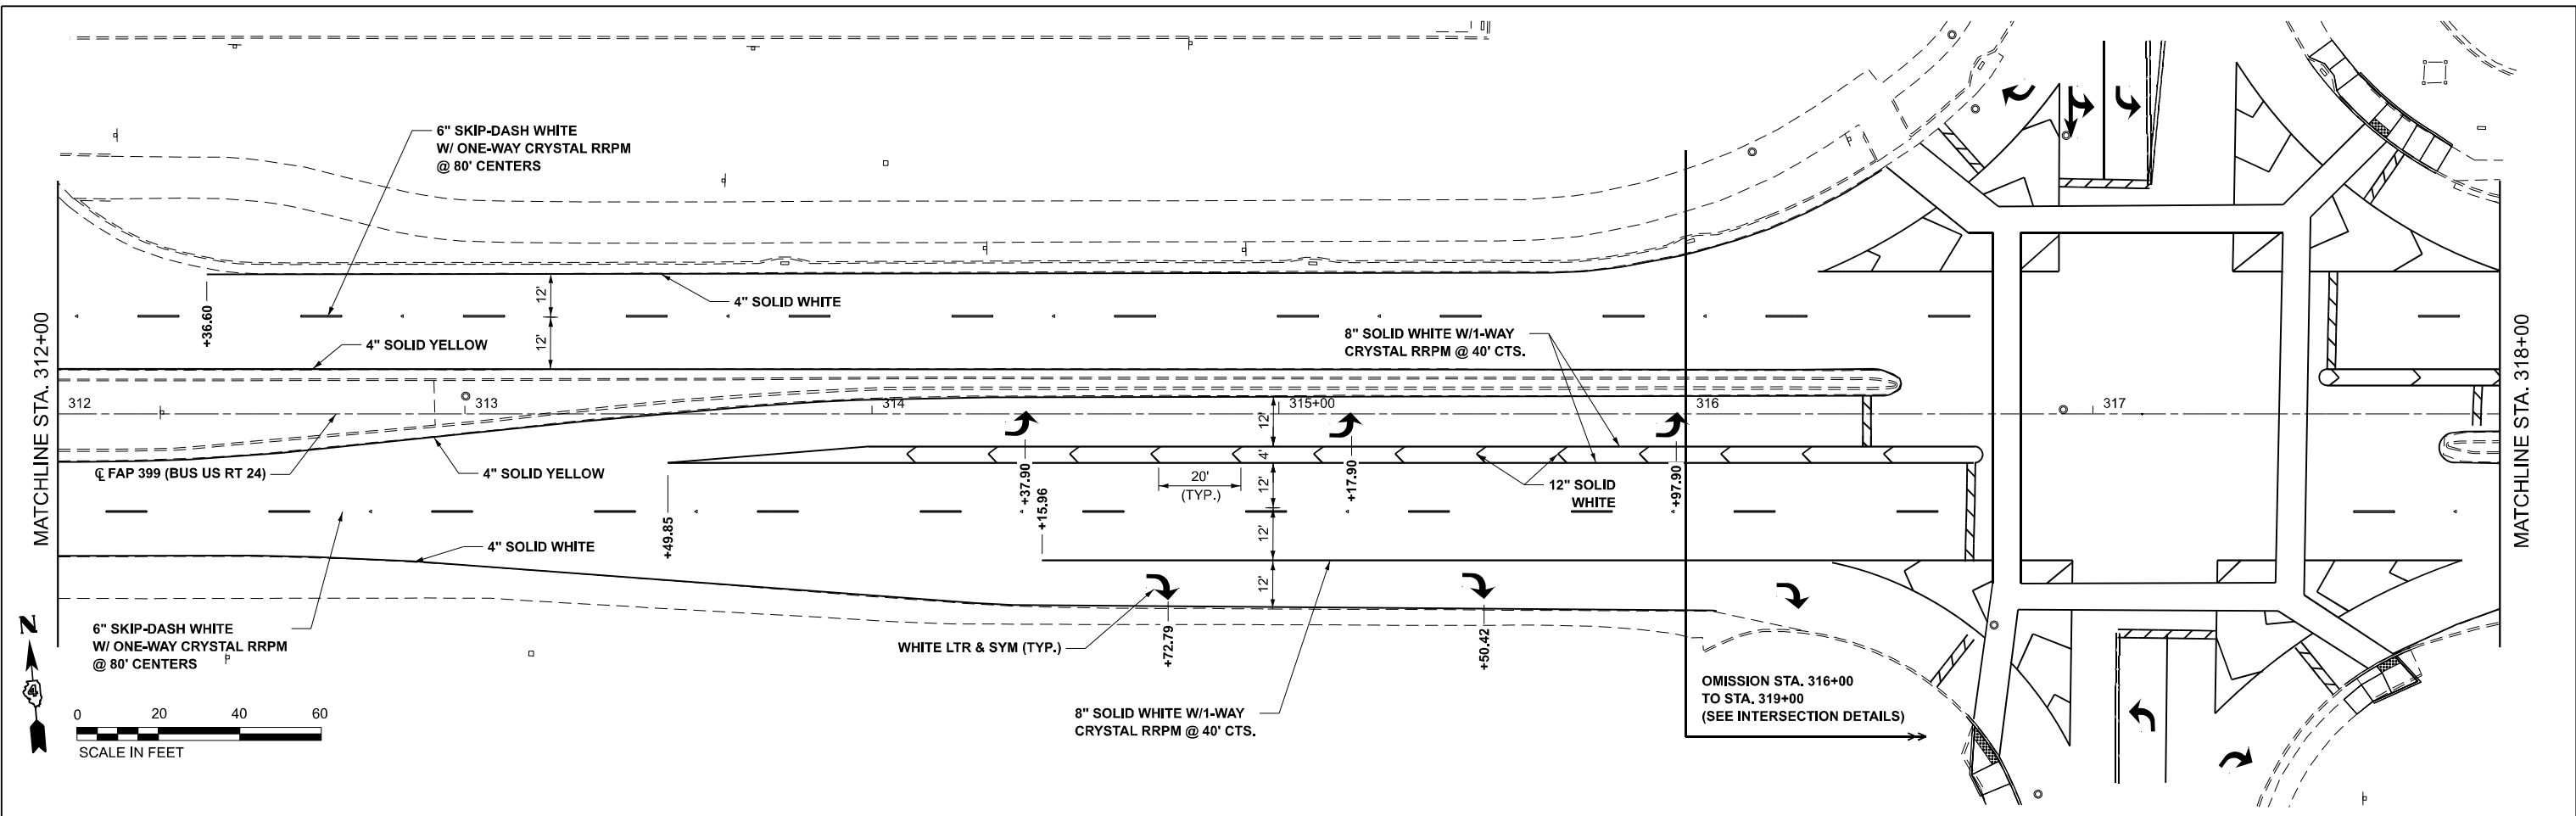 6" SKIP-DASH WHITE
W/ ONE-WAY CRYSTAL RRPM
@ 80' CENTERS
4" SOLID WHITE
12'
12'
+36.60
4" SOLID YELLOW
8" SOLID WHITE W/1-WAY
CRYSTAL RRPM @ 40' CTS.
MATCHLINE STA. 312+00
MATCHLINE STA. 318+00
312
313
314
315+00
316
317
℄ FAP 399 (BUS US RT 24)
4" SOLID YELLOW
12'
4'
12'
12'
12'
+37.90
+17.90
+97.90
20'
(TYP.)
12" SOLID
WHITE
+49.85
+15.96
4" SOLID WHITE
6" SKIP-DASH WHITE
W/ ONE-WAY CRYSTAL RRPM
@ 80' CENTERS
WHITE LTR & SYM (TYP.)
+72.79
+50.42
8" SOLID WHITE W/1-WAY
CRYSTAL RRPM @ 40' CTS.
OMISSION STA. 316+00
TO STA. 319+00
(SEE INTERSECTION DETAILS)
N
4
0 20 40 60
SCALE IN FEET